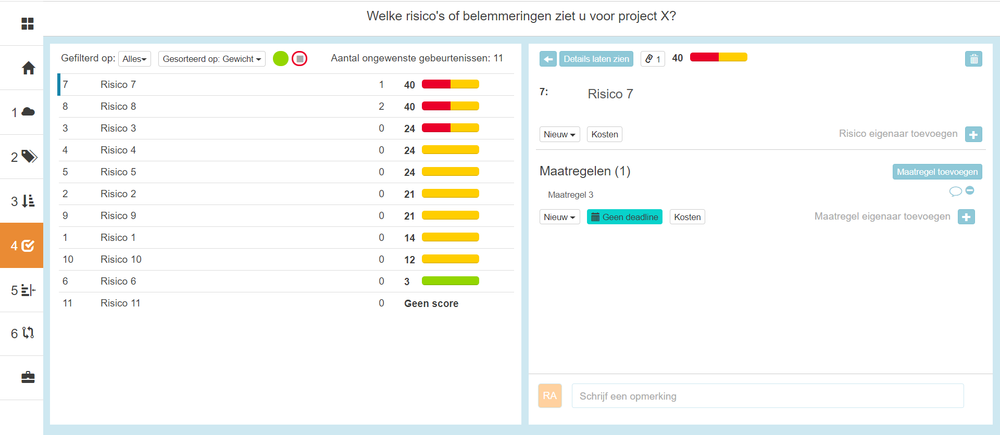 Welke risico's of belemmeringen ziet u voor project X?
1
2
3
4
5
6
Gefilterd op: Alles Gesorteerd op: Gewicht Aantal ongewenste gebeurtenissen: 11
7 Risico 7 1 40
8 Risico 8 2 40
3 Risico 3 0 24
4 Risico 4 0 24
5 Risico 5 0 24
2 Risico 2 0 21
9 Risico 9 0 21
1 Risico 1 0 14
10 Risico 10 0 12
6 Risico 6 0 3
11 Risico 11 0 Geen score
Details laten zien 1 40
7: Risico 7
Nieuw Kosten Risico eigenaar toevoegen
Maatregelen (1) Maatregel toevoegen
Maatregel 3
Nieuw Geen deadline Kosten Maatregel eigenaar toevoegen
RA Schrijf een opmerking